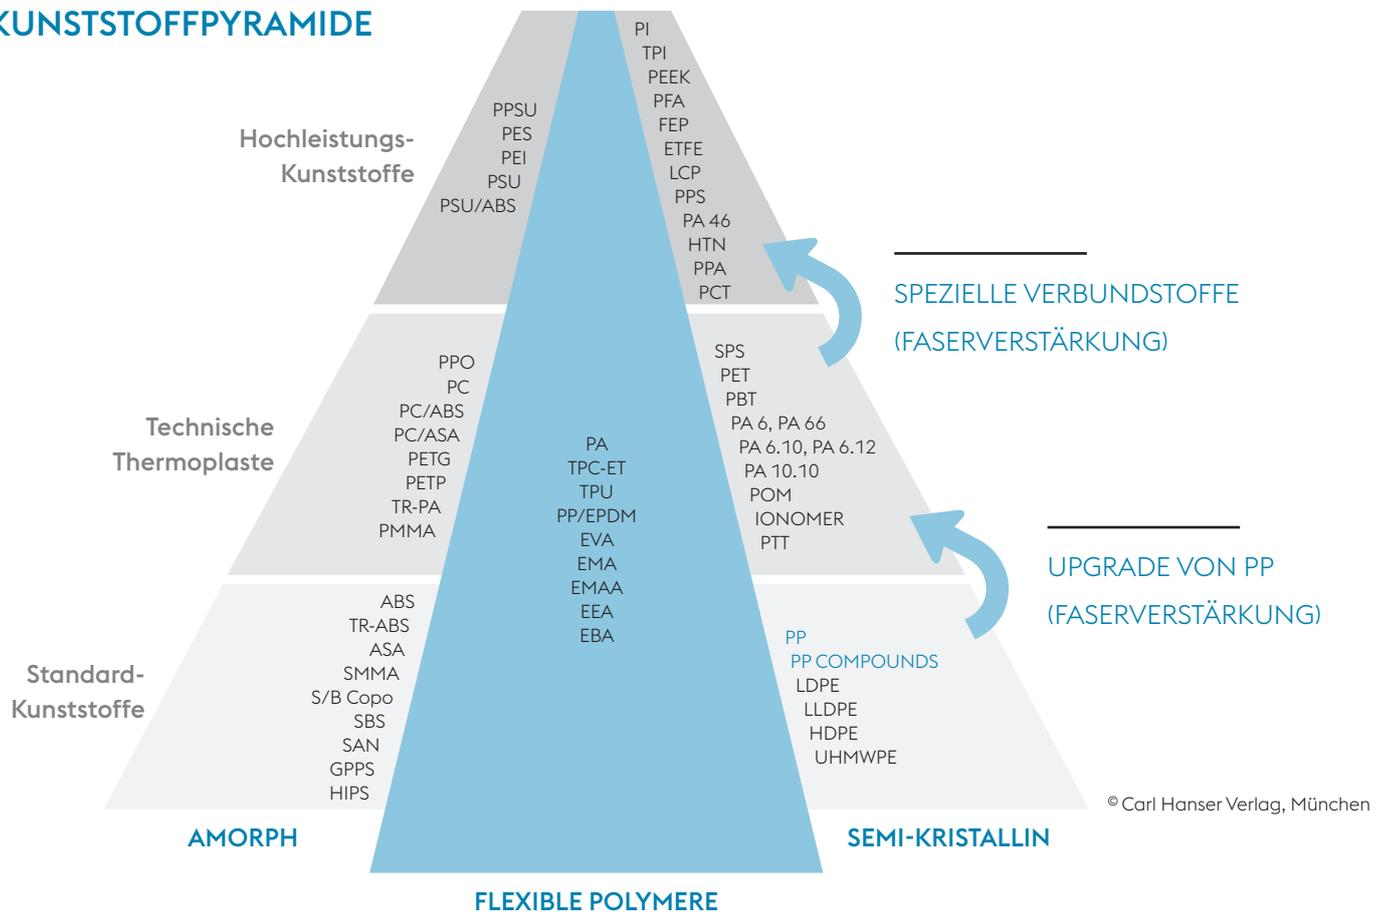 KUNSTSTOFFPYRAMIDE
Hochleistungs-
Kunststoffe
PPSU
PES
PEI
PSU
PSU/ABS
PI
TPI
PEEK
PFA
FEP
ETFE
LCP
PPS
PA 46
HTN
PPA
PCT
SPEZIELLE VERBUNDSTOFFE
(FASERVERSTÄRKUNG)
Technische
Thermoplaste
PPO
PC
PC/ABS
PC/ASA
PETG
PETP
TR-PA
PMMA
PA
TPC-ET
TPU
PP/EPDM
EVA
EMA
EMAA
EEA
EBA
SPS
PET
PBT
PA 6, PA 66
PA 6.10, PA 6.12
PA 10.10
POM
IONOMER
PTT
UPGRADE VON PP
(FASERVERSTÄRKUNG)
Standard-
Kunststoffe
ABS
TR-ABS
ASA
SMMA
S/B Copo
SBS
SAN
GPPS
HIPS
PP
PP COMPOUNDS
LDPE
LLDPE
HDPE
UHMWPE
© Carl Hanser Verlag, München
AMORPH
SEMI-KRISTALLIN
FLEXIBLE POLYMERE